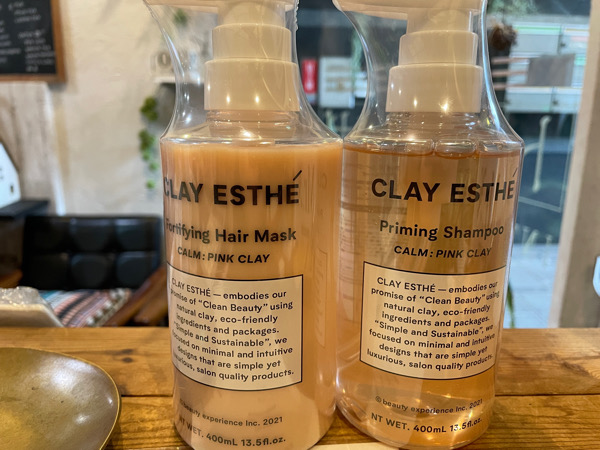 CLAY ESTHÉ
Fortifying Hair Mask
CALM: PINK CLAY
CLAY ESTHÉ — embodies our
promise of "Clean Beauty" using
natural clay, eco-friendly
ingredients and packages.
"Simple and Sustainable", we
focused on minimal and intuitive
designs that are simple yet
luxurious, salon quality products.
© beauty experience Inc. 2021
NT WET. 400mL 13.5fl.oz.
CLAY ESTHÉ
Priming Shampoo
CALM: PINK CLAY
CLAY ESTHÉ — embodies our
promise of "Clean Beauty" using
natural clay, eco-friendly
ingredients and packages.
"Simple and Sustainable", we
focused on minimal and intuitive
designs that are simple yet
luxurious, salon quality products.
© beauty experience Inc. 2021
NT WET. 400mL 13.5fl.oz.